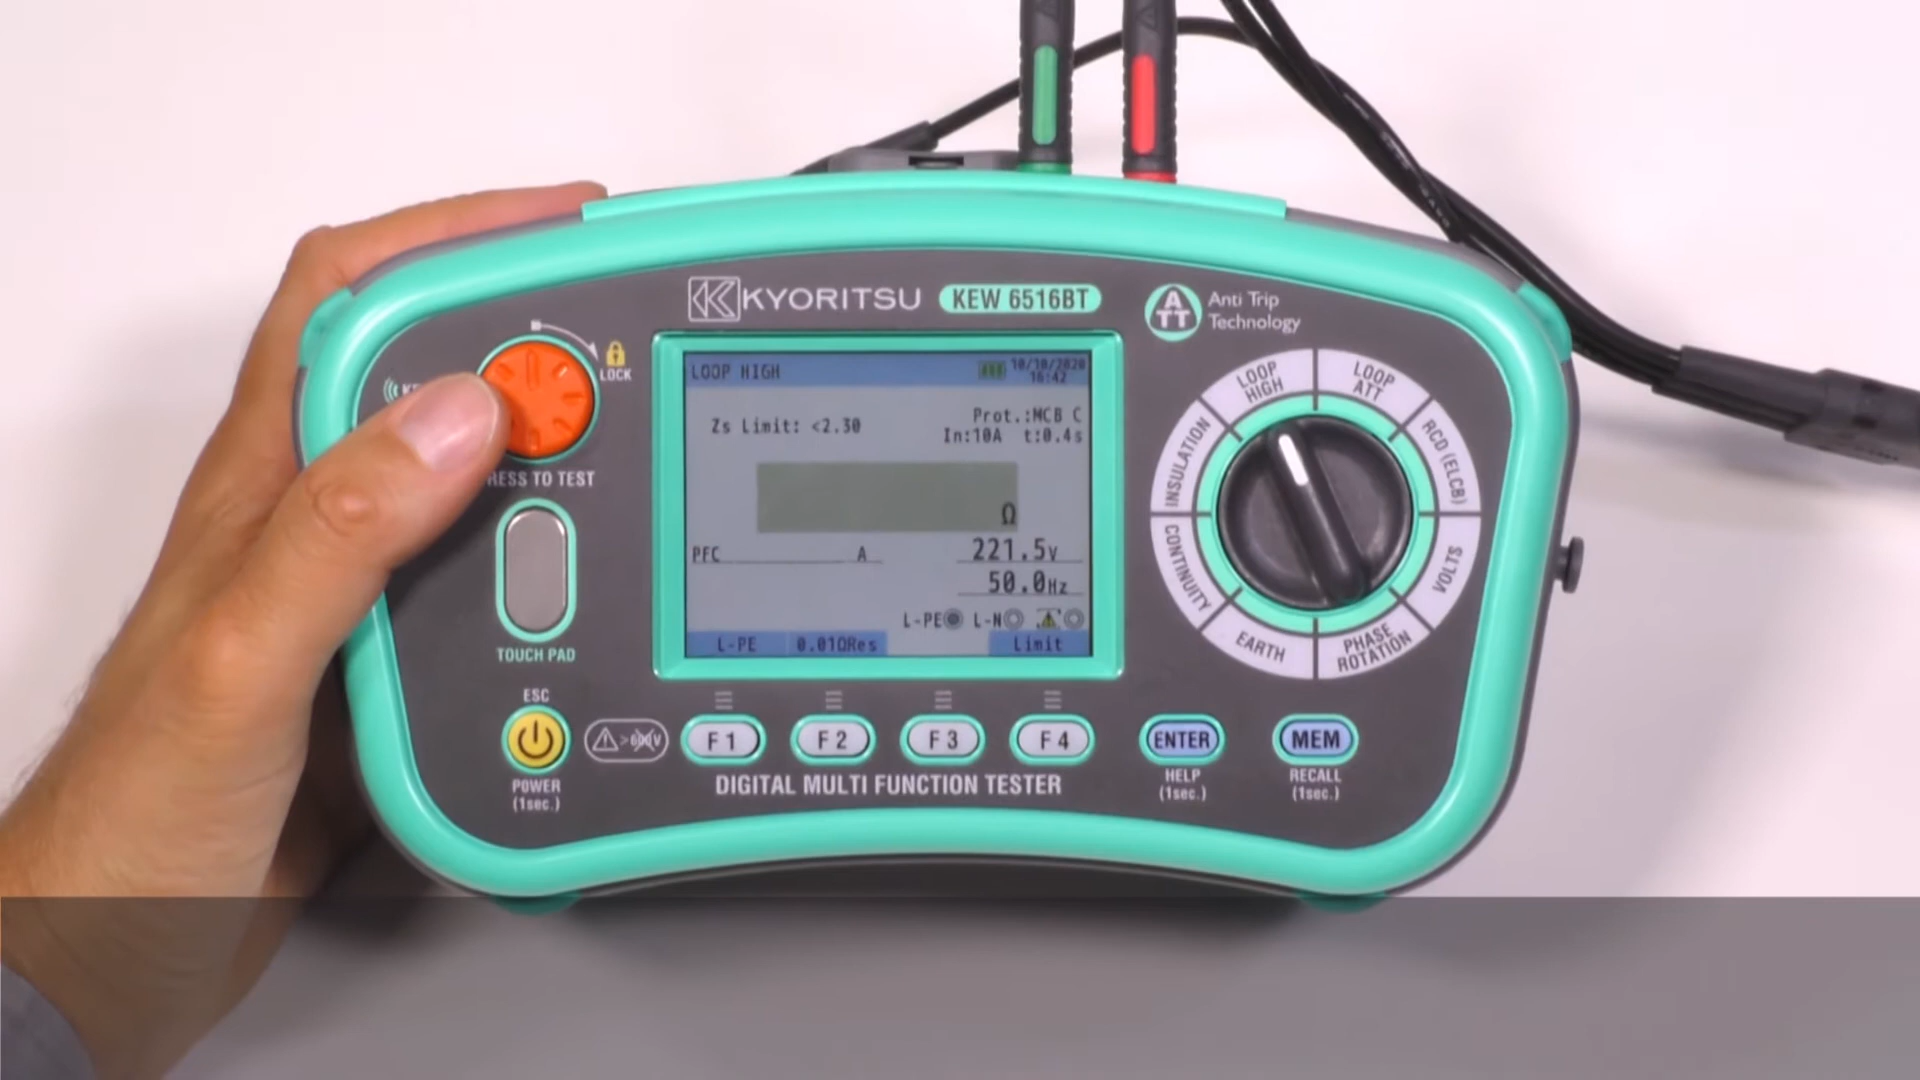 KYORITSU KEW 6516BT
ATT Anti Trip
Technology
LOCK
RESS TO TEST
TOUCH PAD
ESC
POWER
(1sec.)
LOOP HIGH 10/10/2020
16:42
Zs Limit: <2.30 Prot.:MCB C
In:10A t:0.4s
Ω
PFC A 221.5V
50.0Hz
L-PE L-N
L-PE 0.01ΩRes Limit
LOOP
HIGH
LOOP
ATT
RCD (ELCB)
VOLTS
PHASE
ROTATION
EARTH
CONTINUITY
INSULATION
>600V
F1 F2 F3 F4 ENTER MEM
DIGITAL MULTI FUNCTION TESTER
HELP
(1sec.)
RECALL
(1sec.)